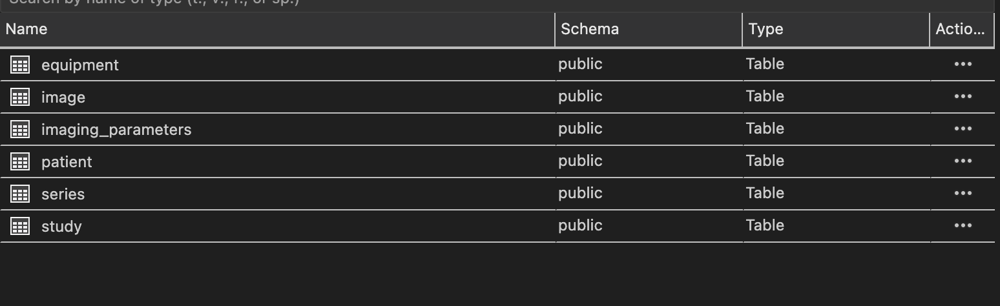 Search by name of type (t:, v:, f:, or sp:)
Name Schema Type Actio...
equipment public Table
image public Table
imaging_parameters public Table
patient public Table
series public Table
study public Table